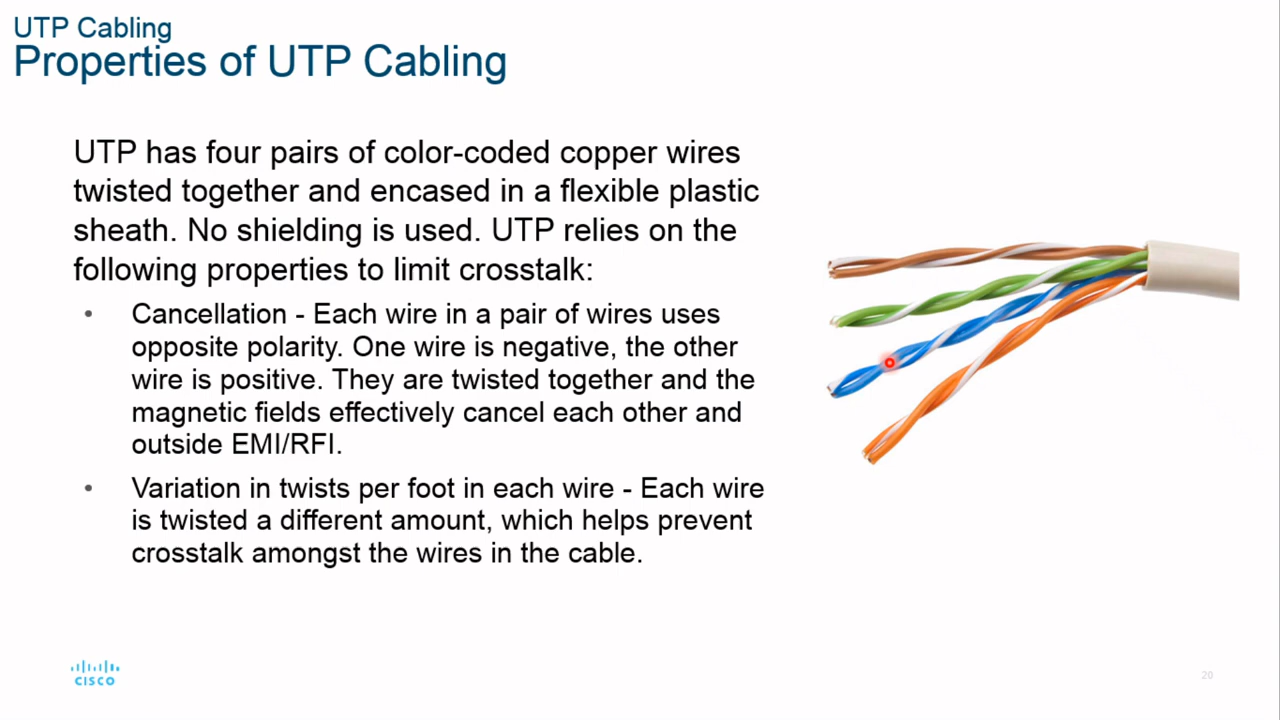 UTP Cabling
Properties of UTP Cabling
UTP has four pairs of color-coded copper wires
twisted together and encased in a flexible plastic
sheath. No shielding is used. UTP relies on the
following properties to limit crosstalk:
• Cancellation - Each wire in a pair of wires uses
opposite polarity. One wire is negative, the other
wire is positive. They are twisted together and the
magnetic fields effectively cancel each other and
outside EMI/RFI.
• Variation in twists per foot in each wire - Each wire
is twisted a different amount, which helps prevent
crosstalk amongst the wires in the cable.
CISCO
20